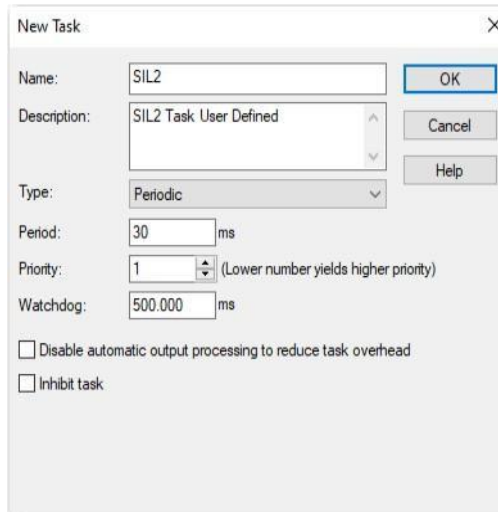 New Task
Name: SIL2 OK
Description: SIL2 Task User Defined Cancel
Help
Type: Periodic
Period: 30 ms
Priority: 1 (Lower number yields higher priority)
Watchdog: 500.000 ms
Disable automatic output processing to reduce task overhead
Inhibit task